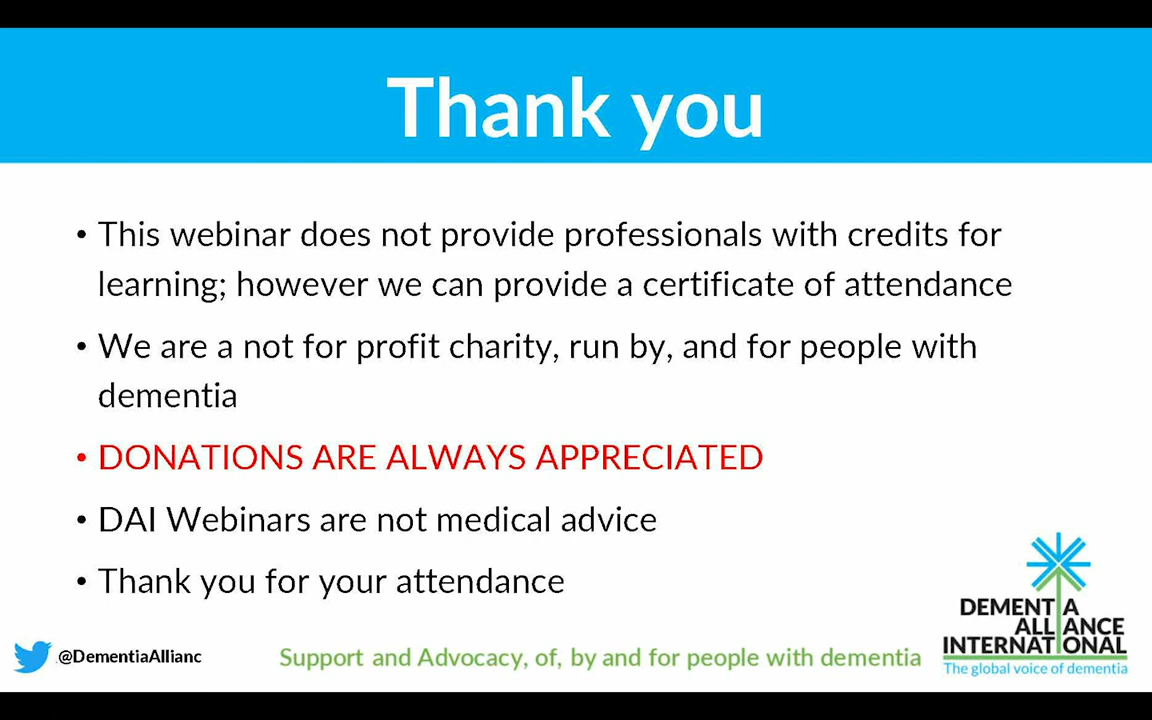 Thank you
• This webinar does not provide professionals with credits for
learning; however we can provide a certificate of attendance
• We are a not for profit charity, run by, and for people with
dementia
• DONATIONS ARE ALWAYS APPRECIATED
• DAI Webinars are not medical advice
• Thank you for your attendance
@DementiaAllianc
Support and Advocacy, of, by and for people with dementia
DEMENTIA
ALLIANCE
INTERNATIONAL
The global voice of dementia